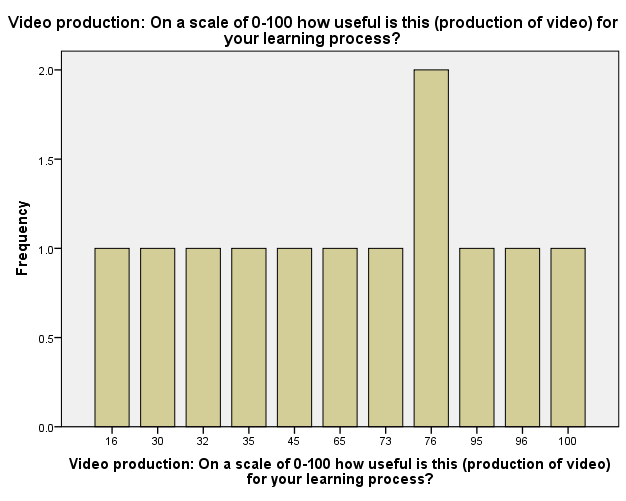 Video production: On a scale of 0-100 how useful is this (production of video) for
your learning process?
2.0
1.5
1.0
0.5
0.0
Frequency
16 30 32 35 45 65 73 76 95 96 100
Video production: On a scale of 0-100 how useful is this (production of video)
for your learning process?